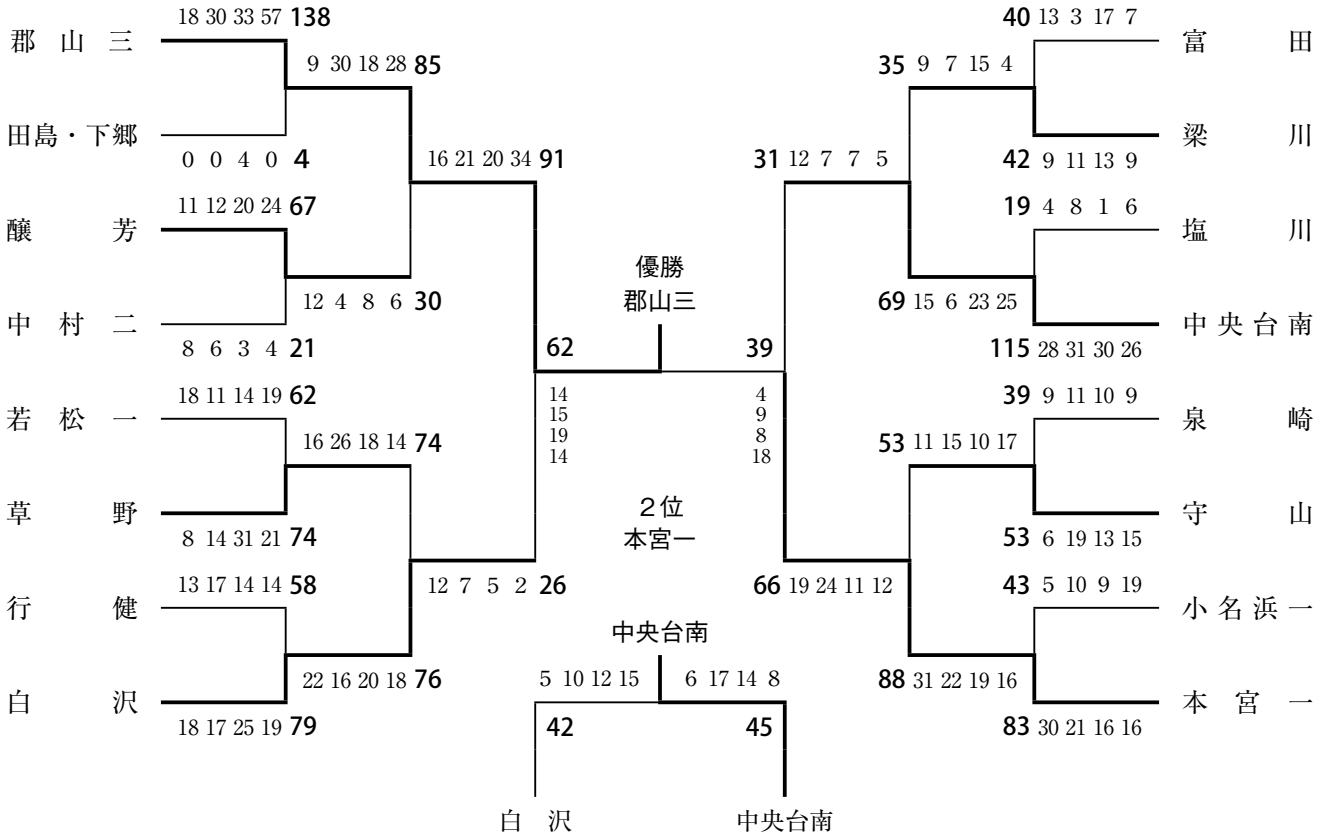 18 30 33 57 138
40 13 3 17 7
郡山三
富田
9 30 18 28 85
35 9 7 15 4
田島・下郷
梁川
0 0 4 0 4
16 21 20 34 91
31 12 7 7 5
42 9 11 13 9
11 12 20 24 67
19 4 8 1 6
醸芳
塩川
優勝
郡山三
12 4 8 6 30
69 15 6 23 25
中村二
中央台南
8 6 3 4 21
62
39
115 28 31 30 26
18 11 14 19 62
14
15
19
14
4
9
8
18
39 9 11 10 9
若松一
泉崎
16 26 18 14 74
53 11 15 10 17
草野
2位
本宮一
守山
8 14 31 21 74
53 6 19 13 15
13 17 14 14 58
12 7 5 2 26
66 19 24 11 12
43 5 10 9 19
行健
小名浜一
中央台南
22 16 20 18 76
5 10 12 15
6 17 14 8
88 31 22 19 16
白沢
本宮一
18 17 25 19 79
42
45
83 30 21 16 16
白沢
中央台南